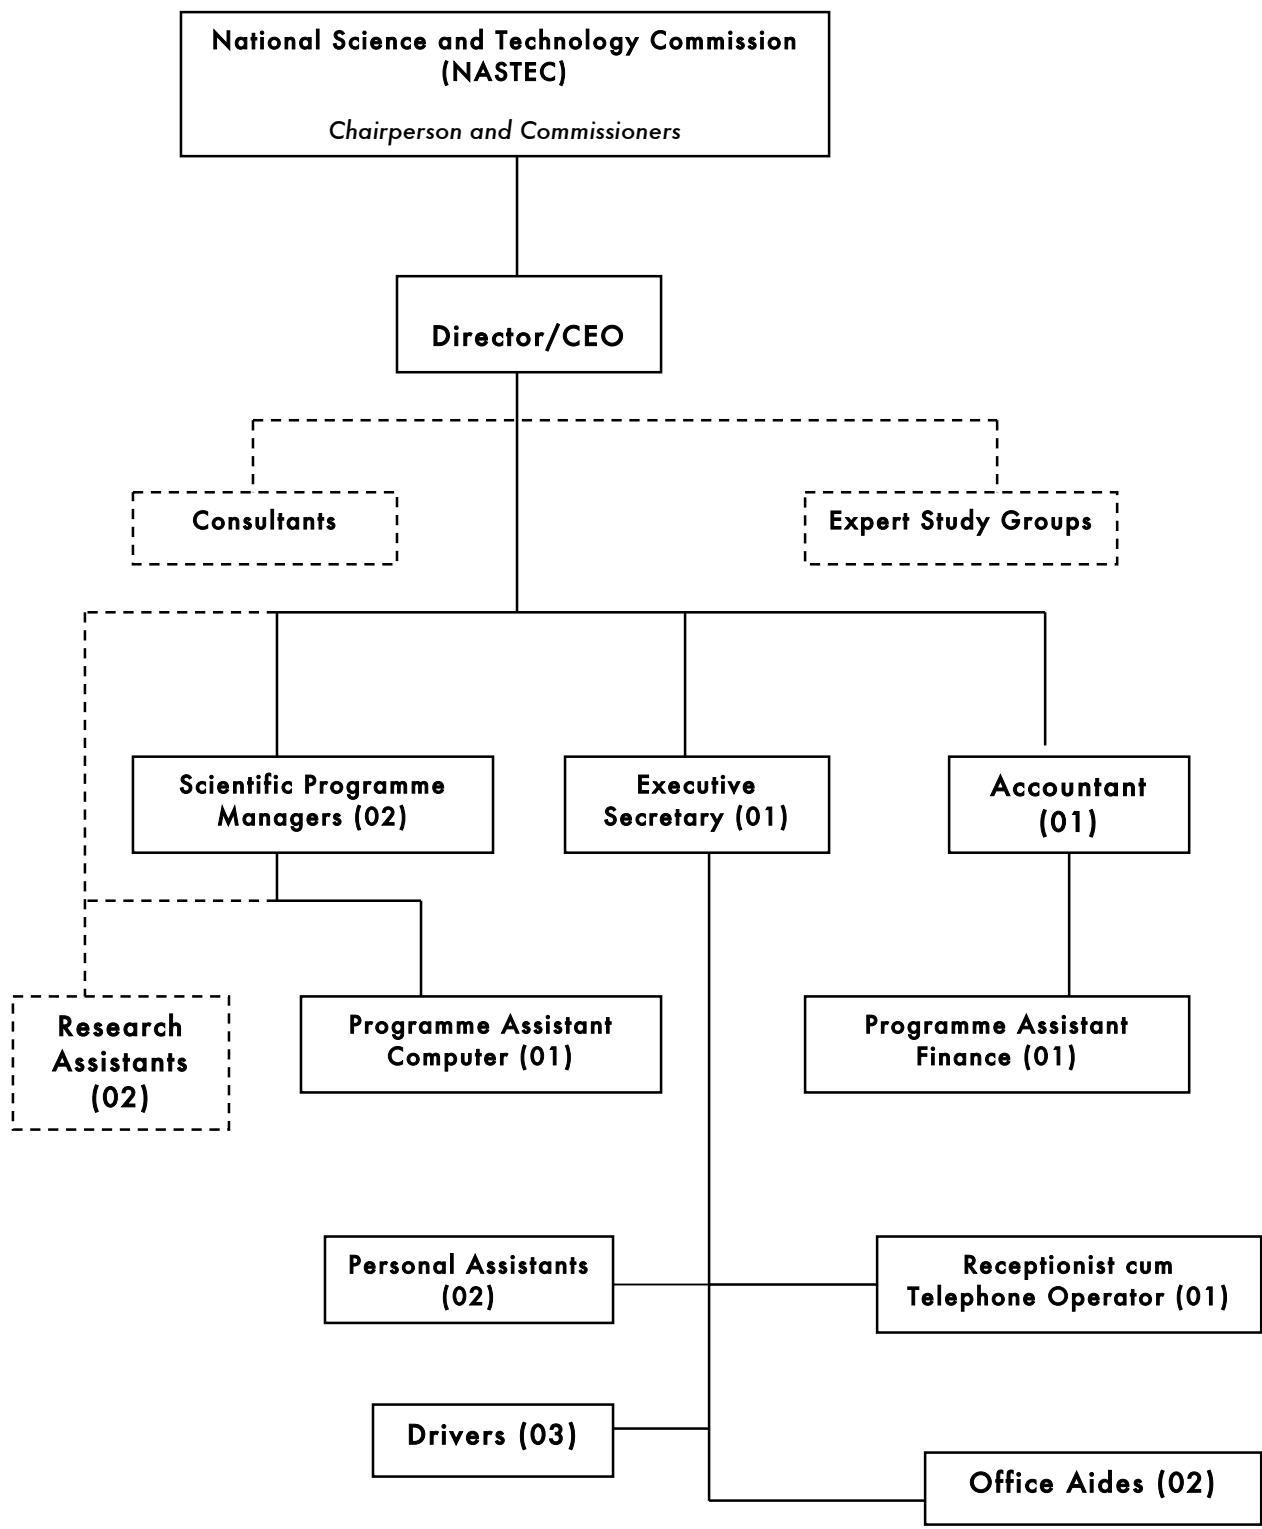 National Science and Technology Commission
(NASTEC)
Chairperson and Commissioners
Director/CEO
Consultants
Expert Study Groups
Scientific Programme
Managers (02)
Executive
Secretary (01)
Accountant
(01)
Research
Assistants
(02)
Programme Assistant
Computer (01)
Programme Assistant
Finance (01)
Personal Assistants
(02)
Receptionist cum
Telephone Operator (01)
Drivers (03)
Office Aides (02)